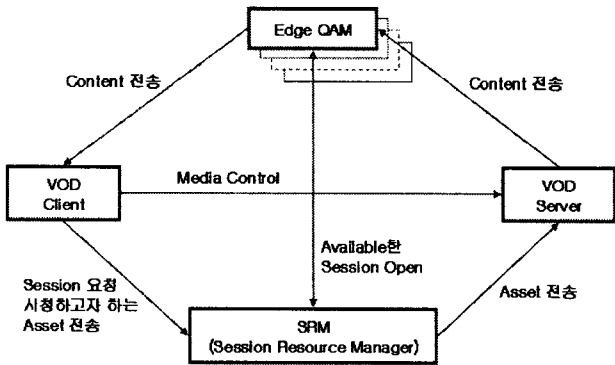 Edge QAM
Content 전송
Content 전송
VOD
Client
Media Control
VOD
Server
Available한
Session Open
Session 요청
시청하고자 하는
Asset 전송
Asset 전송
SRM
(Session Resource Manager)